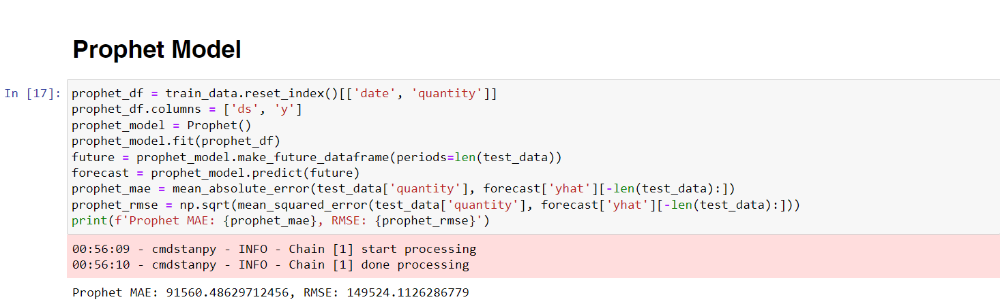 Prophet Model
In [17]:
prophet_df = train_data.reset_index()[['date', 'quantity']]
prophet_df.columns = ['ds', 'y']
prophet_model = Prophet()
prophet_model.fit(prophet_df)
future = prophet_model.make_future_dataframe(periods=len(test_data))
forecast = prophet_model.predict(future)
prophet_mae = mean_absolute_error(test_data['quantity'], forecast['yhat'][-len(test_data):])
prophet_rmse = np.sqrt(mean_squared_error(test_data['quantity'], forecast['yhat'][-len(test_data):]))
print(f'Prophet MAE: {prophet_mae}, RMSE: {prophet_rmse}')
00:56:09 - cmdstanpy - INFO - Chain [1] start processing
00:56:10 - cmdstanpy - INFO - Chain [1] done processing
Prophet MAE: 91560.48629712456, RMSE: 149524.1126286779